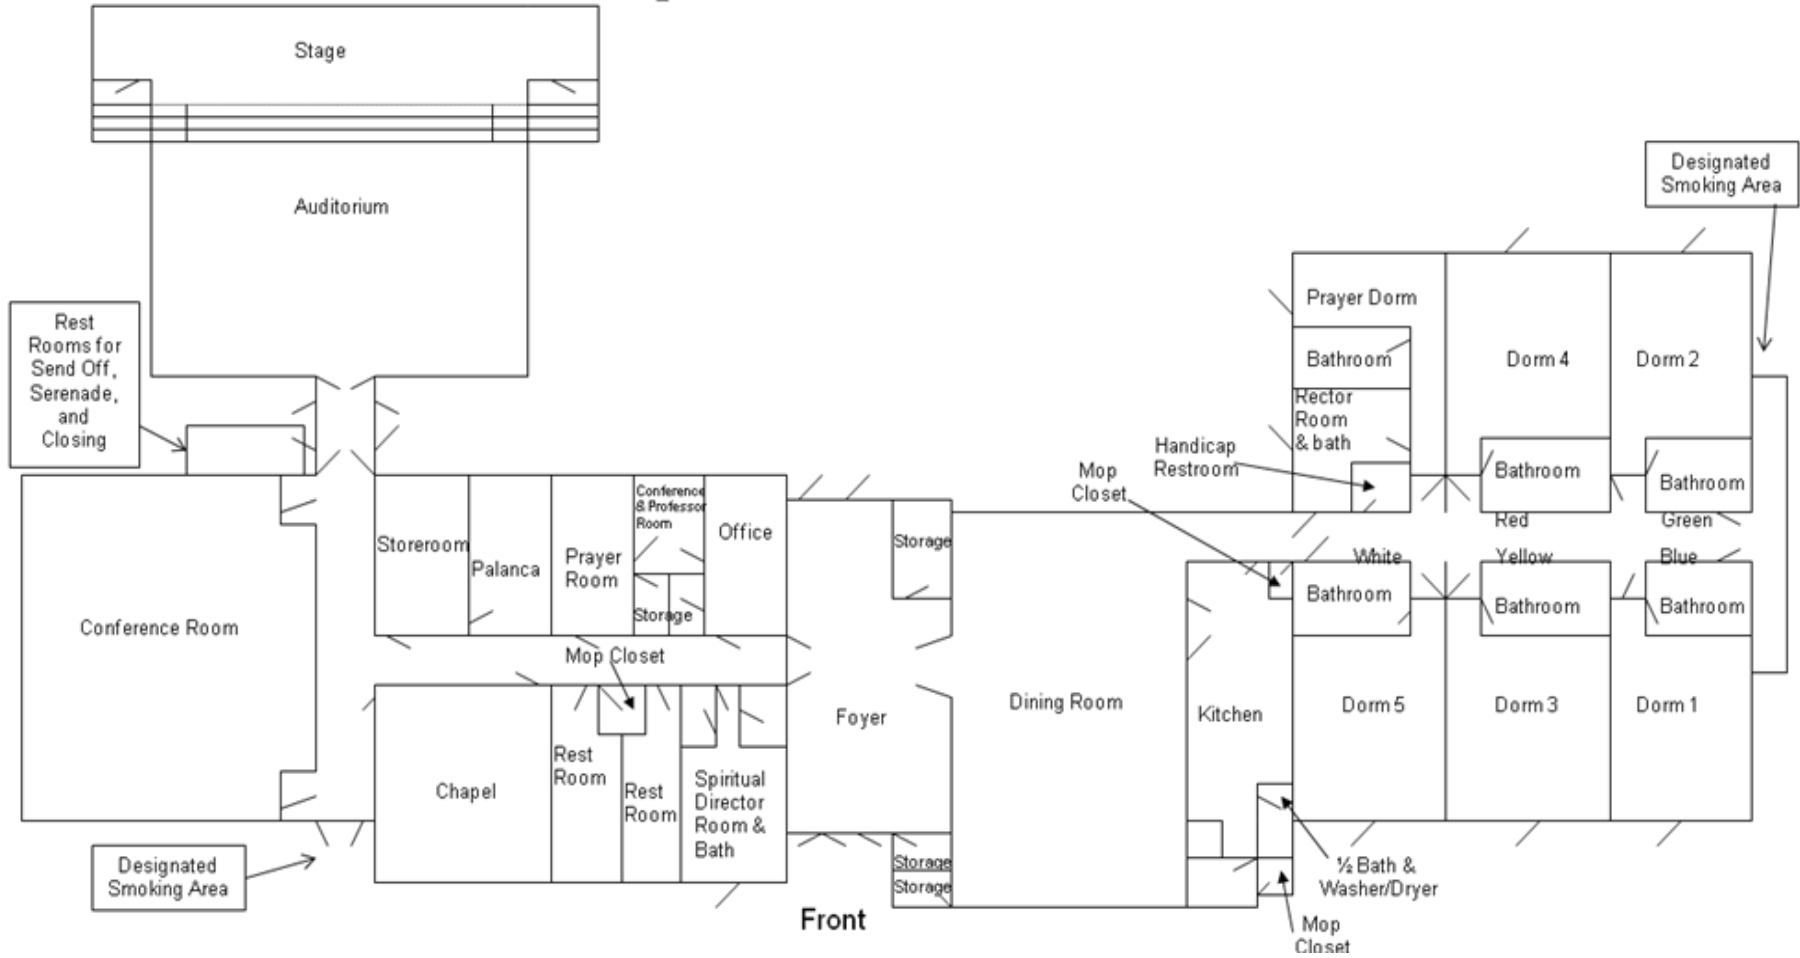 Stage
Auditorium
Designated
Smoking Area
Rest
Rooms for
Send Off,
Serenade,
and
Closing
Prayer Dorm
Bathroom
Rector
Room
& bath
Dorm 4
Dorm 2
Handicap
Restroom
Mop
Closet
Bathroom
Bathroom
Conference
& Professor
Room
Office
Storeroom
Palanca
Prayer
Room
Storage
Storage
Red
Green
White
Yellow
Blue
Bathroom
Bathroom
Bathroom
Conference Room
Mop Closet
Foyer
Dining Room
Kitchen
Dorm 5
Dorm 3
Dorm 1
Chapel
Rest
Room
Rest
Room
Spiritual
Director
Room &
Bath
Designated
Smoking Area
Storage
Storage
½ Bath &
Washer/Dryer
Front
Mop
Closet